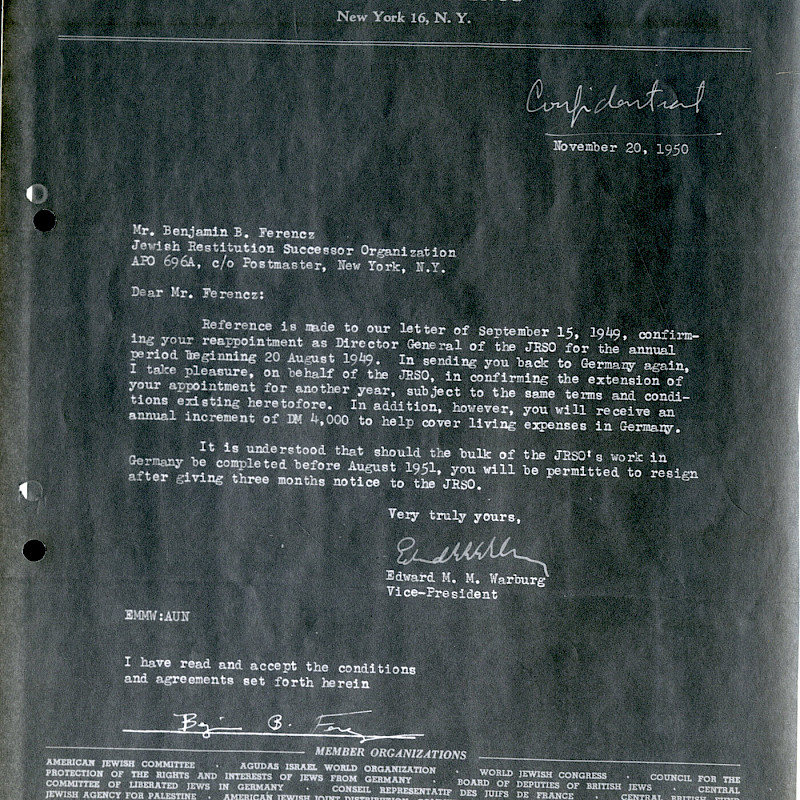 New York 16, N. Y.
Confidential
November 20, 1950
Mr. Benjamin B. Ferencz
Jewish Restitution Successor Organization
APO 696A, c/o Postmaster, New York, N.Y.
Dear Mr. Ferencz:
Reference is made to our letter of September 15, 1949, confirm-
ing your reappointment as Director General of the JRSO for the annual
period beginning 20 August 1949. In sending you back to Germany again,
I take pleasure, on behalf of the JRSO, in confirming the extension of
your appointment for another year, subject to the same terms and condi-
tions existing heretofore. In addition, however, you will receive an
annual increment of DM 4,000 to help cover living expenses in Germany.
It is understood that should the bulk of the JRSO's work in
Germany be completed before August 1951, you will be permitted to resign
after giving three months notice to the JRSO.
Very truly yours,
Edward M. M. Warburg
Vice-President
EMMW:AUN
I have read and accept the conditions
and agreements set forth herein
MEMBER ORGANIZATIONS
AMERICAN JEWISH COMMITTEE · AGUDAS ISRAEL WORLD ORGANIZATION · WORLD JEWISH CONGRESS · COUNCIL FOR THE
PROTECTION OF THE RIGHTS AND INTERESTS OF JEWS FROM GERMANY · BOARD OF DEPUTIES OF BRITISH JEWS · CENTRAL
COMMITTEE OF LIBERATED JEWS IN GERMANY · CONSEIL REPRESENTATIF DES JUIFS DE FRANCE · CENTRAL BRITISH FUND
JEWISH AGENCY FOR PALESTINE · AMERICAN JEWISH JOINT DISTRIBUTION